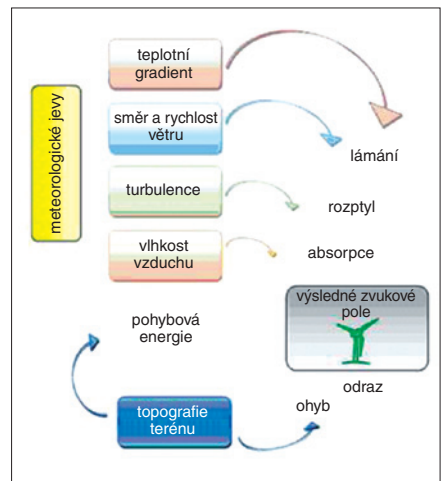 meteorologické jevy
teplotní
gradient
směr a rychlost
větru
lámání
turbulence
rozptyl
vlhkost
vzduchu
absorpce
výsledné zvukové
pole
pohybová
energie
odraz
ohyb
topografie
terénu